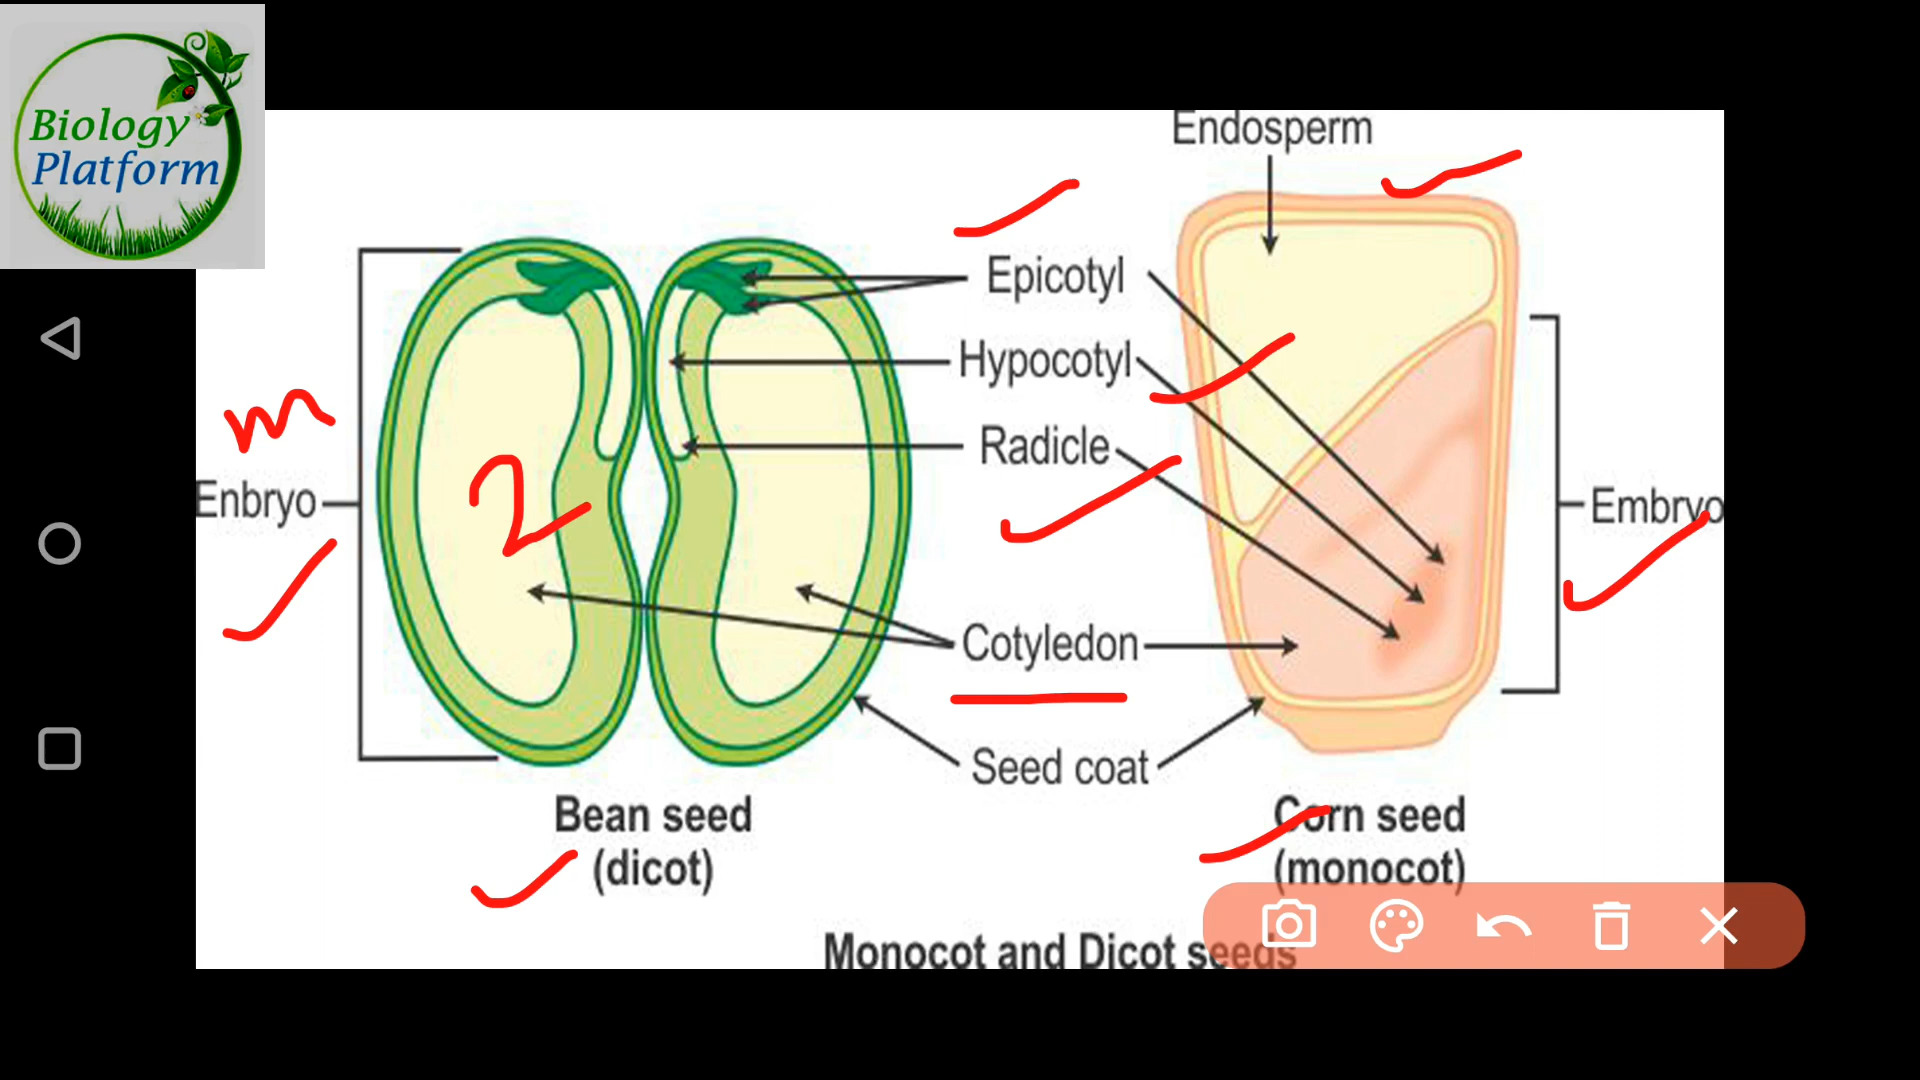 Biology
Platform
Endosperm
Epicotyl
Hypocotyl
Radicle
m
Enbryo
2
Embryo
Cotyledon
Seed coat
Bean seed
(dicot)
Corn seed
(monocot)
Monocot and Dicot seeds